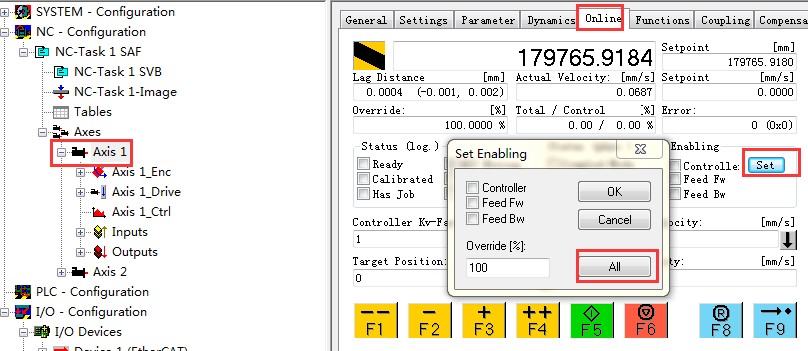 SYSTEM - Configuration
NC - Configuration
NC-Task 1 SAF
NC-Task 1 SVB
NC-Task 1-Image
Tables
Axes
Axis 1
Axis 1_Enc
Axis 1_Drive
Axis 1_Ctrl
Inputs
Outputs
Axis 2
PLC - Configuration
I/O - Configuration
I/O Devices
Device 1 (EtherCAT)
General Settings Parameter Dynamics Online Functions Coupling Compensa
179765.9184
Setpoint [mm]
179765.9184
Lag Distance [mm] Actual Velocity: [mm/s] Setpoint [mm/s]
0.0004 (-0.001, 0.002) 0.0687 0.0000
Override: [%] Total / Control [%] Error:
100.0000 % 0.00 / 0.00 % 0 (0x0)
Status (log.) Enabling
Ready Controlle: Set
Calibrated Feed Fw
Has Job Feed Bw
Set Enabling
Controller OK
Feed Fw
Feed Bw Cancel
Override [%]:
100 All
Controller Kv-Fa ocity: [mm/s]
1
Target Position: ty: [mm/s]
0
-- - + ++ R
F1 F2 F3 F4 F5 F6 F8 F9